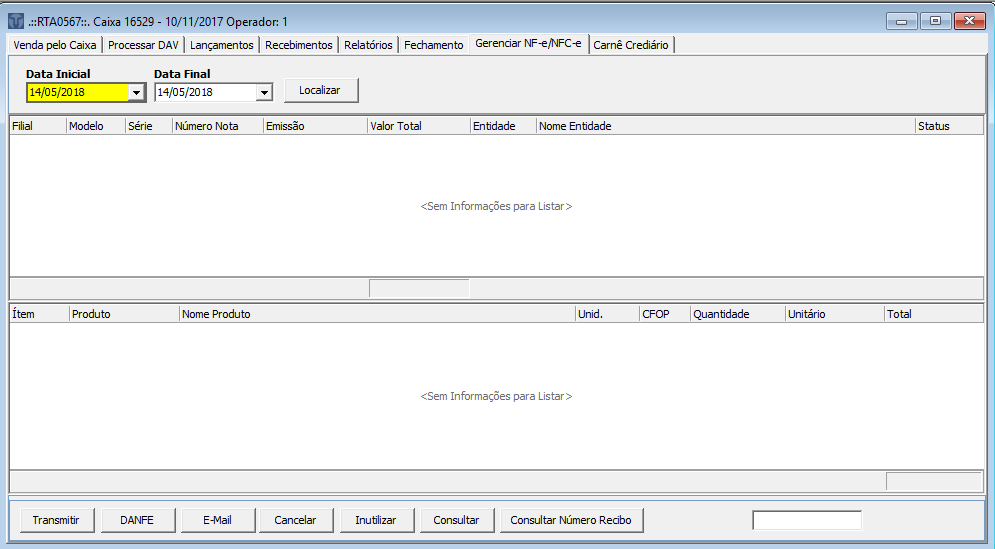 .::RTA0567::. Caixa 16529 - 10/11/2017 Operador: 1
Venda pelo Caixa Processar DAV Lançamentos Recebimentos Relatórios Fechamento Gerenciar NF-e/NFC-e Carnê Crediário
Data Inicial Data Final
14/05/2018 14/05/2018 Localizar
Filial Modelo Série Número Nota Emissão Valor Total Entidade Nome Entidade Status
<Sem Informações para Listar>
Ítem Produto Nome Produto Unid. CFOP Quantidade Unitário Total
<Sem Informações para Listar>
Transmitir DANFE E-Mail Cancelar Inutilizar Consultar Consultar Número Recibo